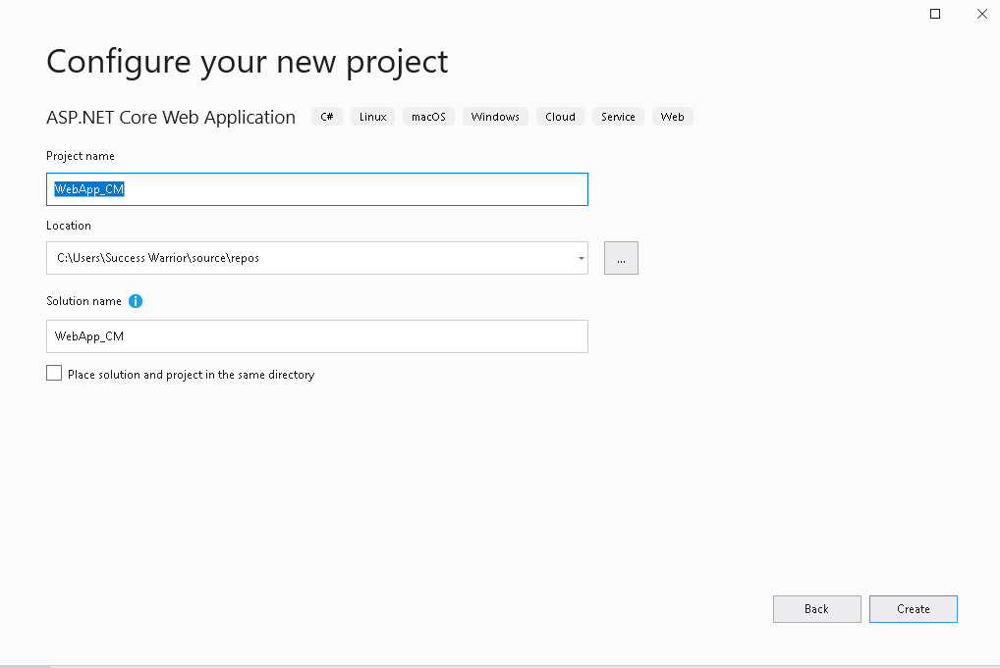 Configure your new project
ASP.NET Core Web Application C# Linux macOS Windows Cloud Service Web
Project name
WebApp_CM
Location
C:\Users\Success Warrior\source\repos
...
Solution name i
WebApp_CM
Place solution and project in the same directory
Back Create